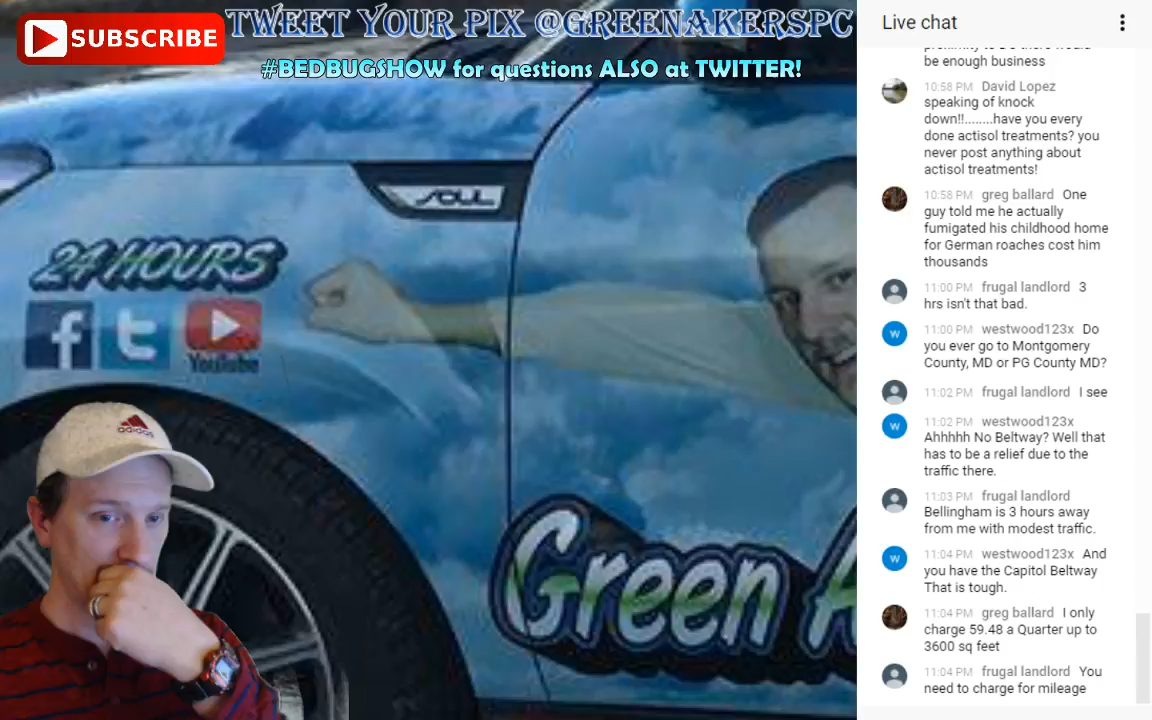 SUBSCRIBE
TWEET YOUR PIX @GREENAKERSPC
#BEDBUGSHOW for questions ALSO at TWITTER!
SOUL
24 HOURS
f t
YouTube
Green A
Live chat
be enough business
10:58 PM David Lopez
speaking of knock
down!!........have you every
done actisol treatments? you
never post anything about
actisol treatments!
10:58 PM greg ballard One
guy told me he actually
fumigated his childhood home
for German roaches cost him
thousands
11:00 PM frugal landlord 3
hrs isn't that bad.
W
11:00 PM westwood123x Do
you ever go to Montgomery
County, MD or PG County MD?
11:02 PM frugal landlord I see
W
11:02 PM westwood123x
Ahhhhh No Beltway? Well that
has to be a relief due to the
traffic there.
11:03 PM frugal landlord
Bellingham is 3 hours away
from me with modest traffic.
W
11:04 PM westwood123x And
you have the Capitol Beltway
That is tough.
11:04 PM greg ballard I only
charge 59.48 a Quarter up to
3600 sq feet
11:04 PM frugal landlord You
need to charge for mileage